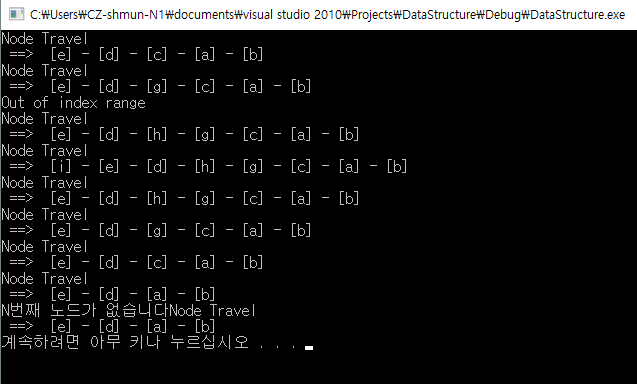 C:₩Users₩CZ-shmun-N1₩documents₩visual studio 2010₩Projects₩DataStructure₩Debug₩DataStructure.exe
Node Travel
 ==>  [e] - [d] - [c] - [a] - [b]
Node Travel
 ==>  [e] - [d] - [g] - [c] - [a] - [b]
Out of index range
Node Travel
 ==>  [e] - [d] - [h] - [g] - [c] - [a] - [b]
Node Travel
 ==>  [i] - [e] - [d] - [h] - [g] - [c] - [a] - [b]
Node Travel
 ==>  [e] - [d] - [h] - [g] - [c] - [a] - [b]
Node Travel
 ==>  [e] - [d] - [g] - [c] - [a] - [b]
Node Travel
 ==>  [e] - [d] - [c] - [a] - [b]
Node Travel
 ==>  [e] - [d] - [a] - [b]
N번째 노드가 없습니다Node Travel
 ==>  [e] - [d] - [a] - [b]
계속하려면 아무 키나 누르십시오 . . .